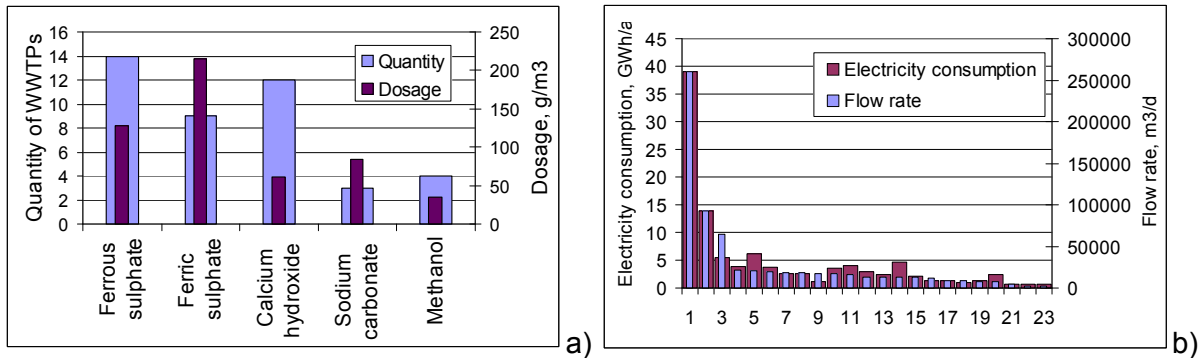 Quantity of WWTPs
16
14
12
10
8
6
4
2
0
Quantity
Dosage
250
200
150
100
50
0
Dosage, g/m3
Ferrous
sulphate
Ferric
sulphate
Calcium
hydroxide
Sodium
carbonate
Methanol
a)
Electricity consumption, GWh/a
45
40
35
30
25
20
15
10
5
0
Electricity consumption
Flow rate
300000
250000
200000
150000
100000
50000
0
Flow rate, m3/d
1 3 5 7 9 11 13 15 17 19 21 23
b)